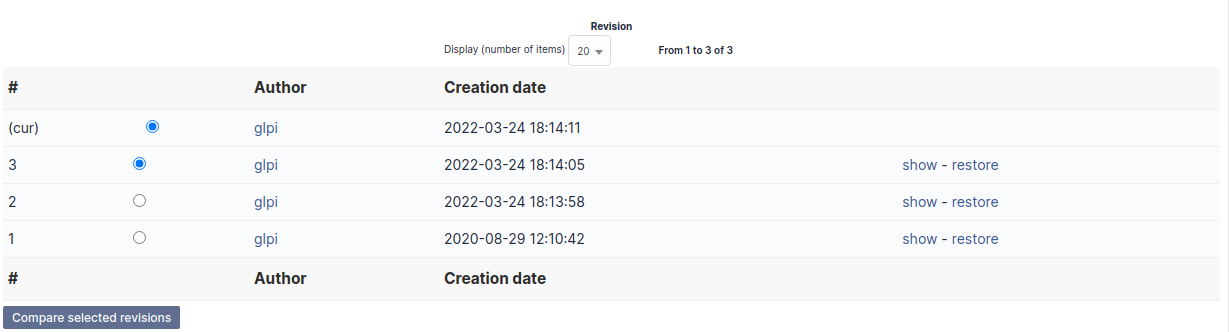 Revision
Display (number of items) 20 From 1 to 3 of 3
# Author Creation date
(cur) glpi 2022-03-24 18:14:11
3 glpi 2022-03-24 18:14:05 show - restore
2 glpi 2022-03-24 18:13:58 show - restore
1 glpi 2020-08-29 12:10:42 show - restore
# Author Creation date
Compare selected revisions